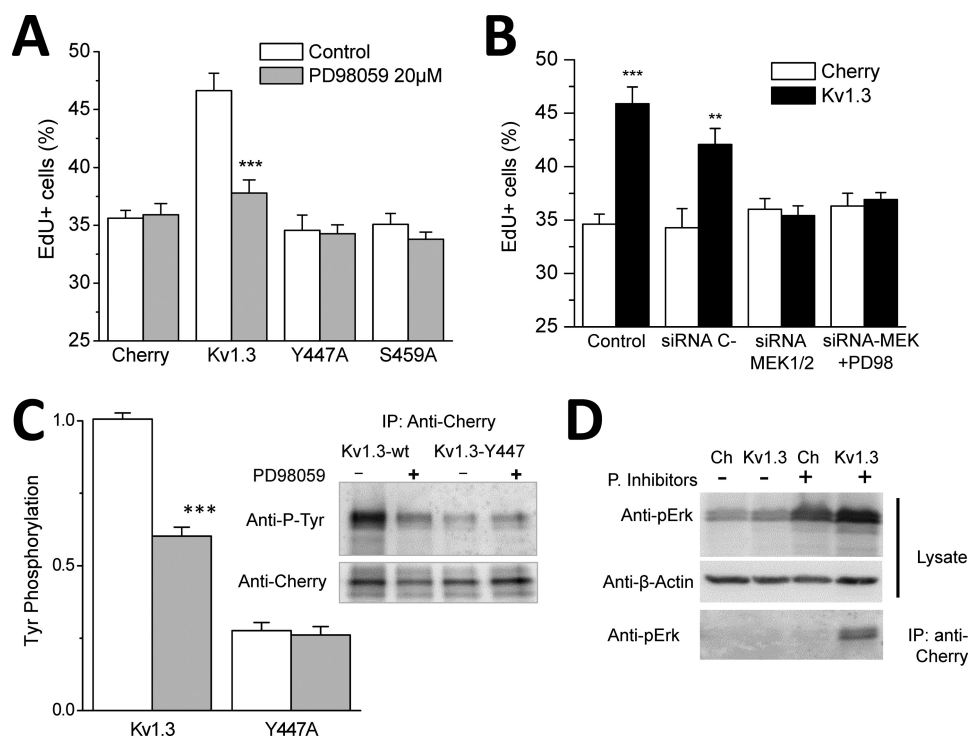 A
Control
PD98059 20µM
EdU+ cells (%)
50
45
40
35
30
25
***
Cherry Kv1.3 Y447A S459A
B
Cherry
Kv1.3
EdU+ cells (%)
50
45
40
35
30
25
***
**
Control siRNA C- siRNA MEK1/2 siRNA-MEK +PD98
C
Tyr Phosphorylation
1.0
0.5
0.0
***
Kv1.3 Y447A
IP: Anti-Cherry
Kv1.3-wt Kv1.3-Y447
PD98059 – + – +
Anti-P-Tyr
Anti-Cherry
D
Ch Kv1.3 Ch Kv1.3
P. Inhibitors - - + +
Anti-pErk
Anti-β-Actin
Lysate
Anti-pErk
IP: anti-
Cherry